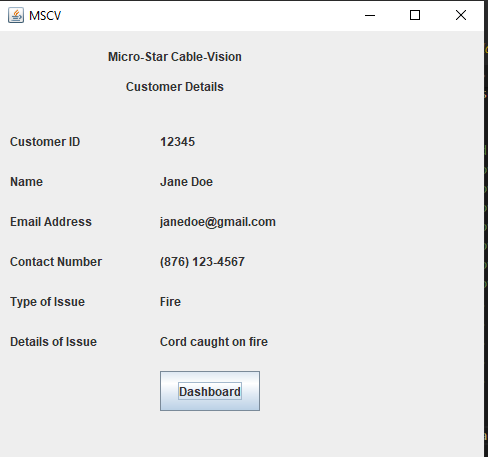 MSCV
Micro-Star Cable-Vision
Customer Details
Customer ID 12345
Name Jane Doe
Email Address janedoe@gmail.com
Contact Number (876) 123-4567
Type of Issue Fire
Details of Issue Cord caught on fire
Dashboard